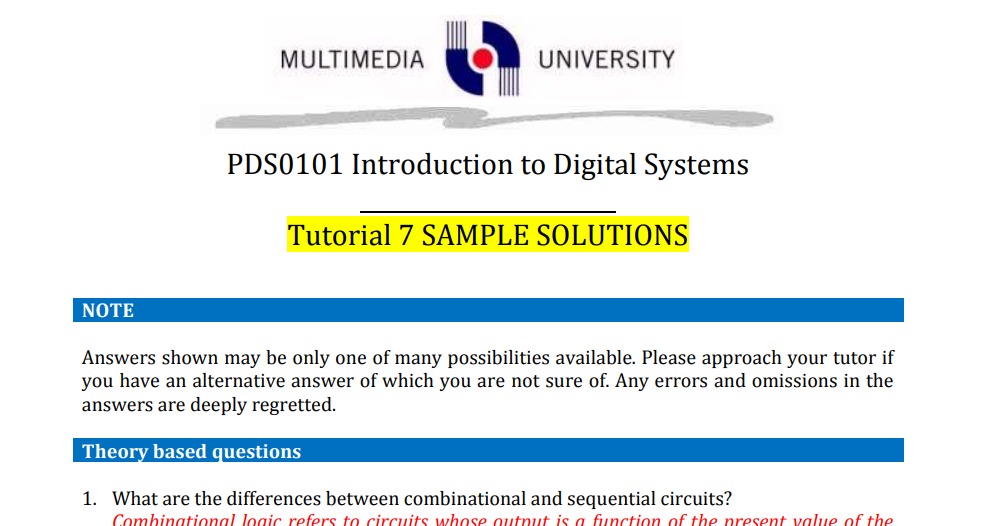 MULTIMEDIA UNIVERSITY
PDS0101 Introduction to Digital Systems
Tutorial 7 SAMPLE SOLUTIONS
NOTE
Answers shown may be only one of many possibilities available. Please approach your tutor if
you have an alternative answer of which you are not sure of. Any errors and omissions in the
answers are deeply regretted.
Theory based questions
1. What are the differences between combinational and sequential circuits?
Combinational logic refers to circuits whose output is a function of the present value of the